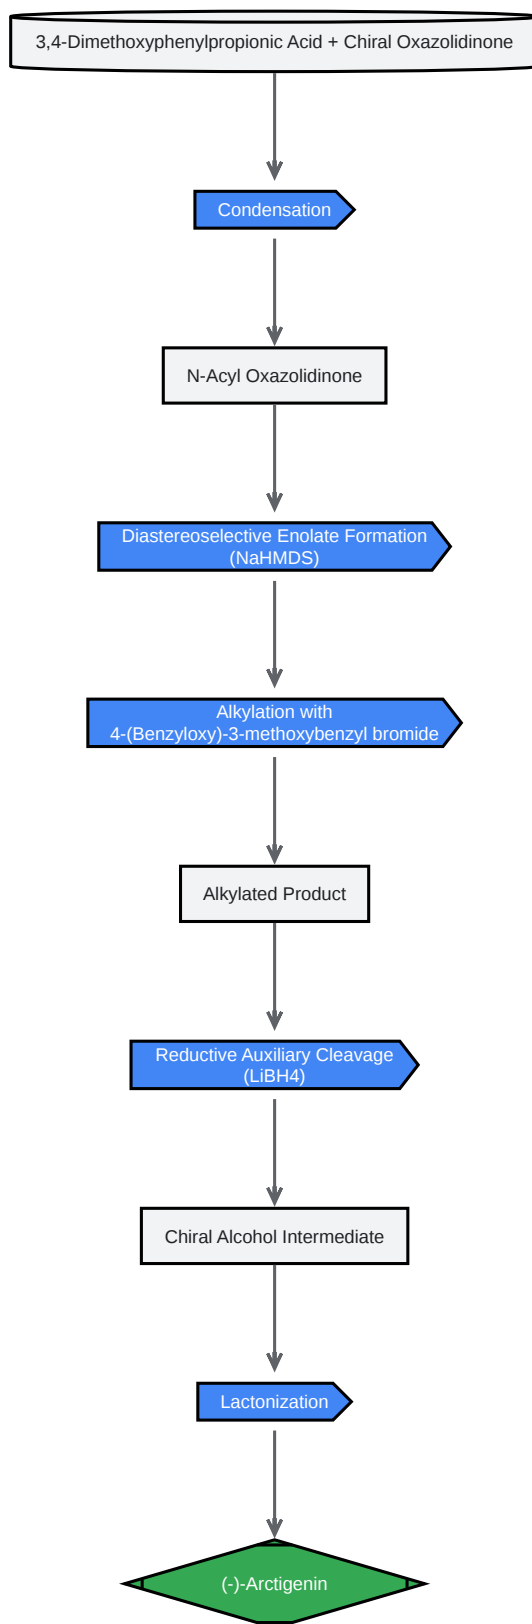 3,4-Dimethoxyphenylpropionic Acid + Chiral Oxazolidinone
Condensation
N-Acyl Oxazolidinone
Diastereoselective Enolate Formation
(NaHMDS)
Alkylation with
4-(Benzyloxy)-3-methoxybenzyl bromide
Alkylated Product
Reductive Auxiliary Cleavage
(LiBH4)
Chiral Alcohol Intermediate
Lactonization
(-)-Arctigenin